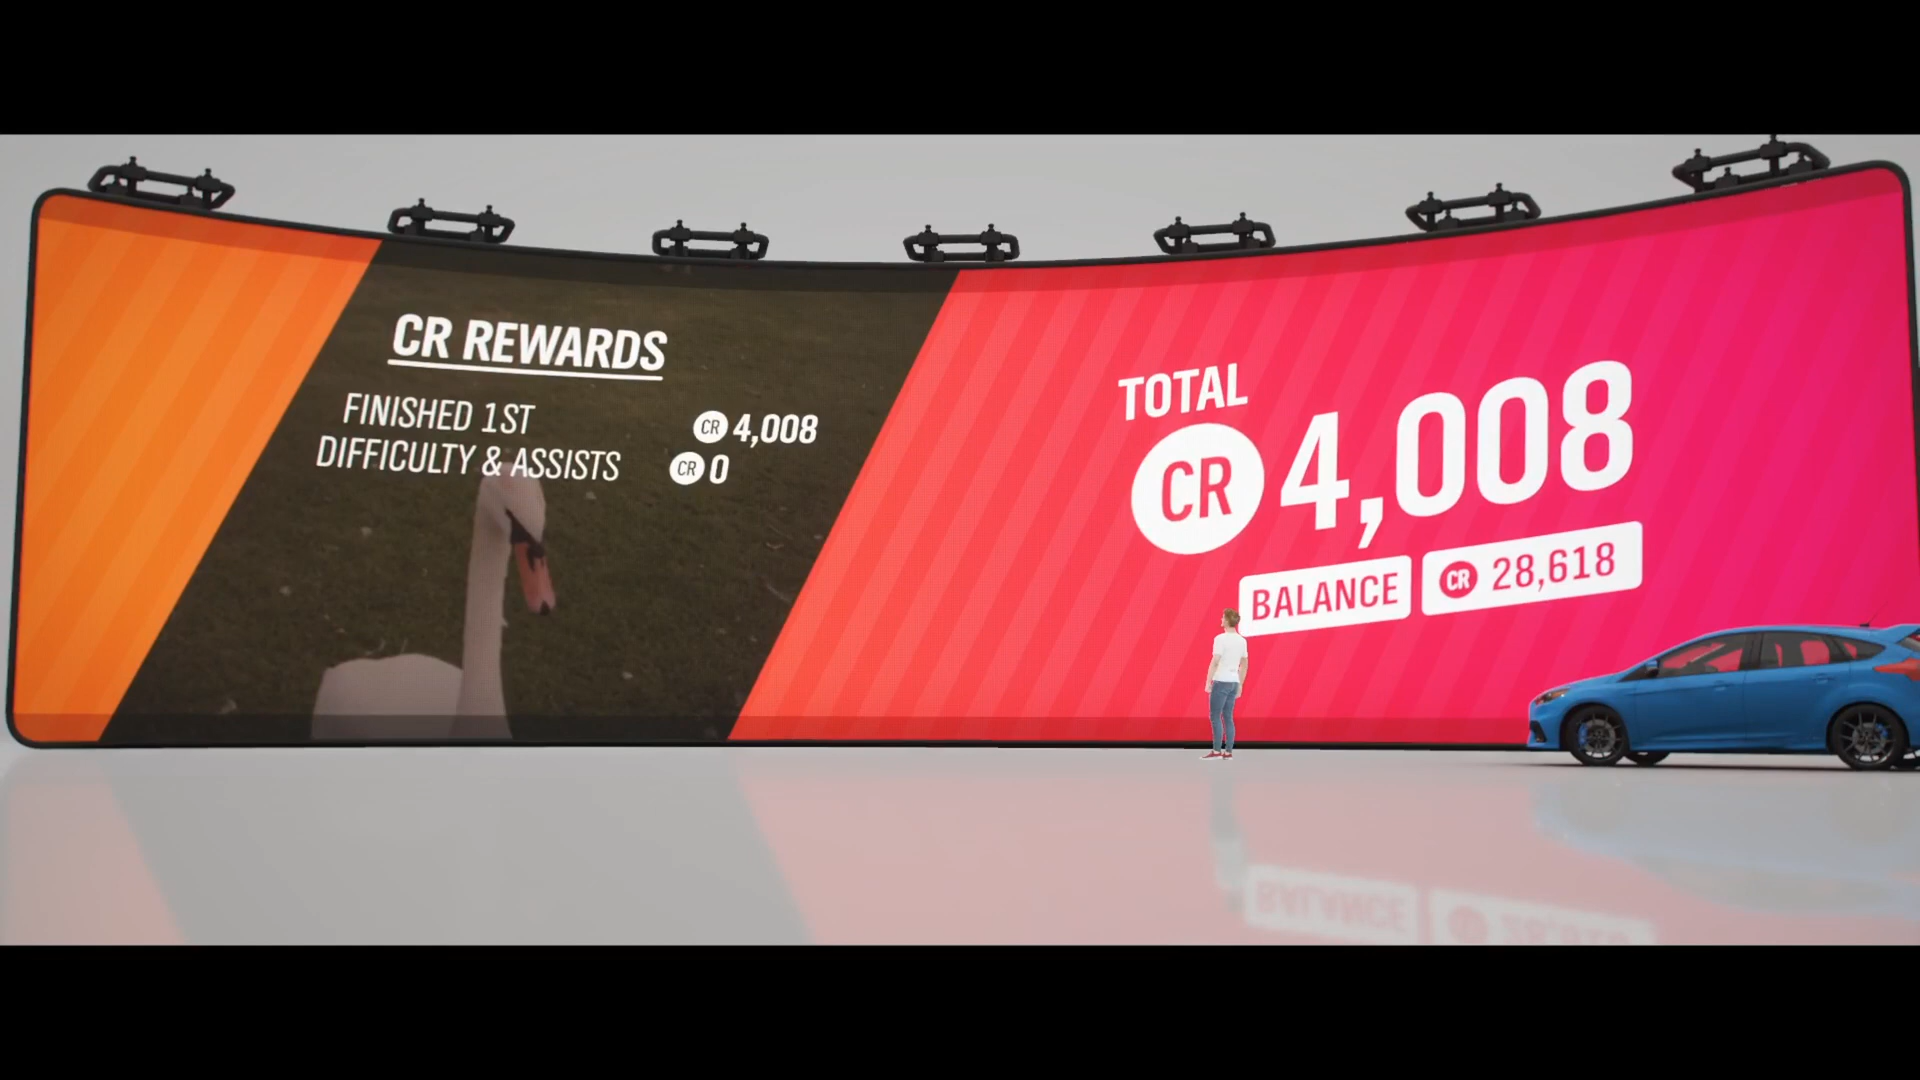 CR REWARDS
FINISHED 1ST CR 4,008
DIFFICULTY & ASSISTS CR 0
TOTAL
CR 4,008
BALANCE CR 28,618